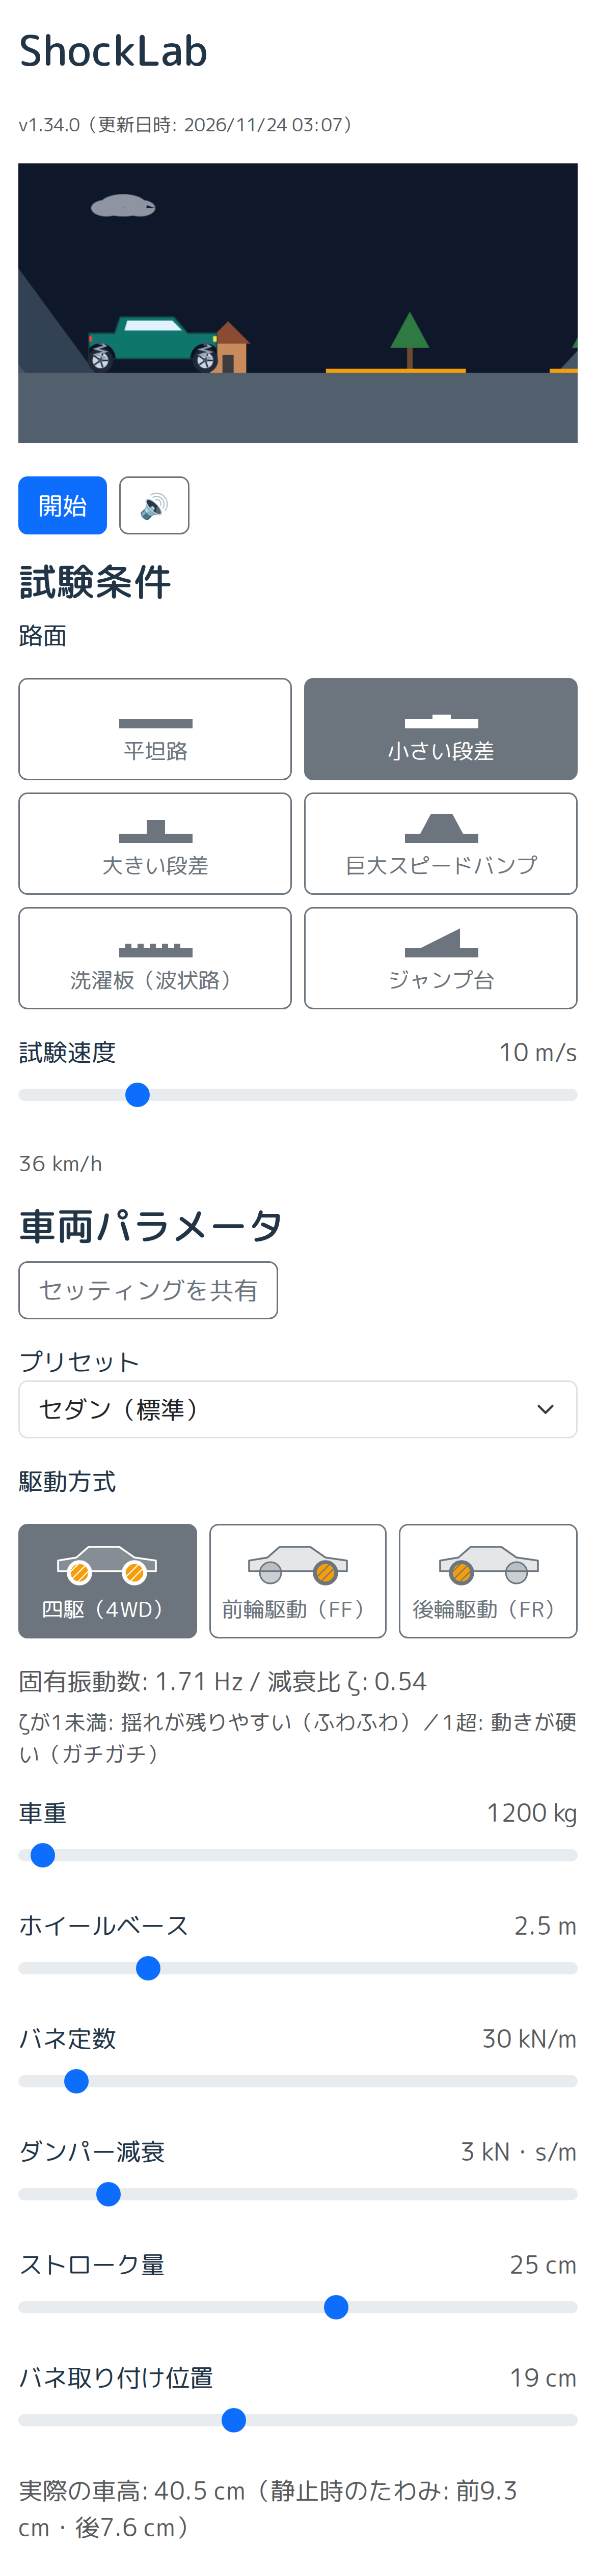 ShockLab
v1.34.0（更新日時: 2026/11/24 03:07）
開始
試験条件
路面
平坦路
小さい段差
大きい段差
巨大スピードバンプ
洗濯板（波状路）
ジャンプ台
試験速度 10 m/s
36 km/h
車両パラメータ
セッティングを共有
プリセット
セダン（標準）
駆動方式
四駆（4WD）
前輪駆動（FF）
後輪駆動（FR）
固有振動数: 1.71 Hz / 減衰比 ζ: 0.54
ζが1未満: 揺れが残りやすい（ふわふわ）／1超: 動きが硬
い（ガチガチ）
車重 1200 kg
ホイールベース 2.5 m
バネ定数 30 kN/m
ダンパー減衰 3 kN・s/m
ストローク量 25 cm
バネ取り付け位置 19 cm
実際の車高: 40.5 cm（静止時のたわみ: 前9.3
cm・後7.6 cm）